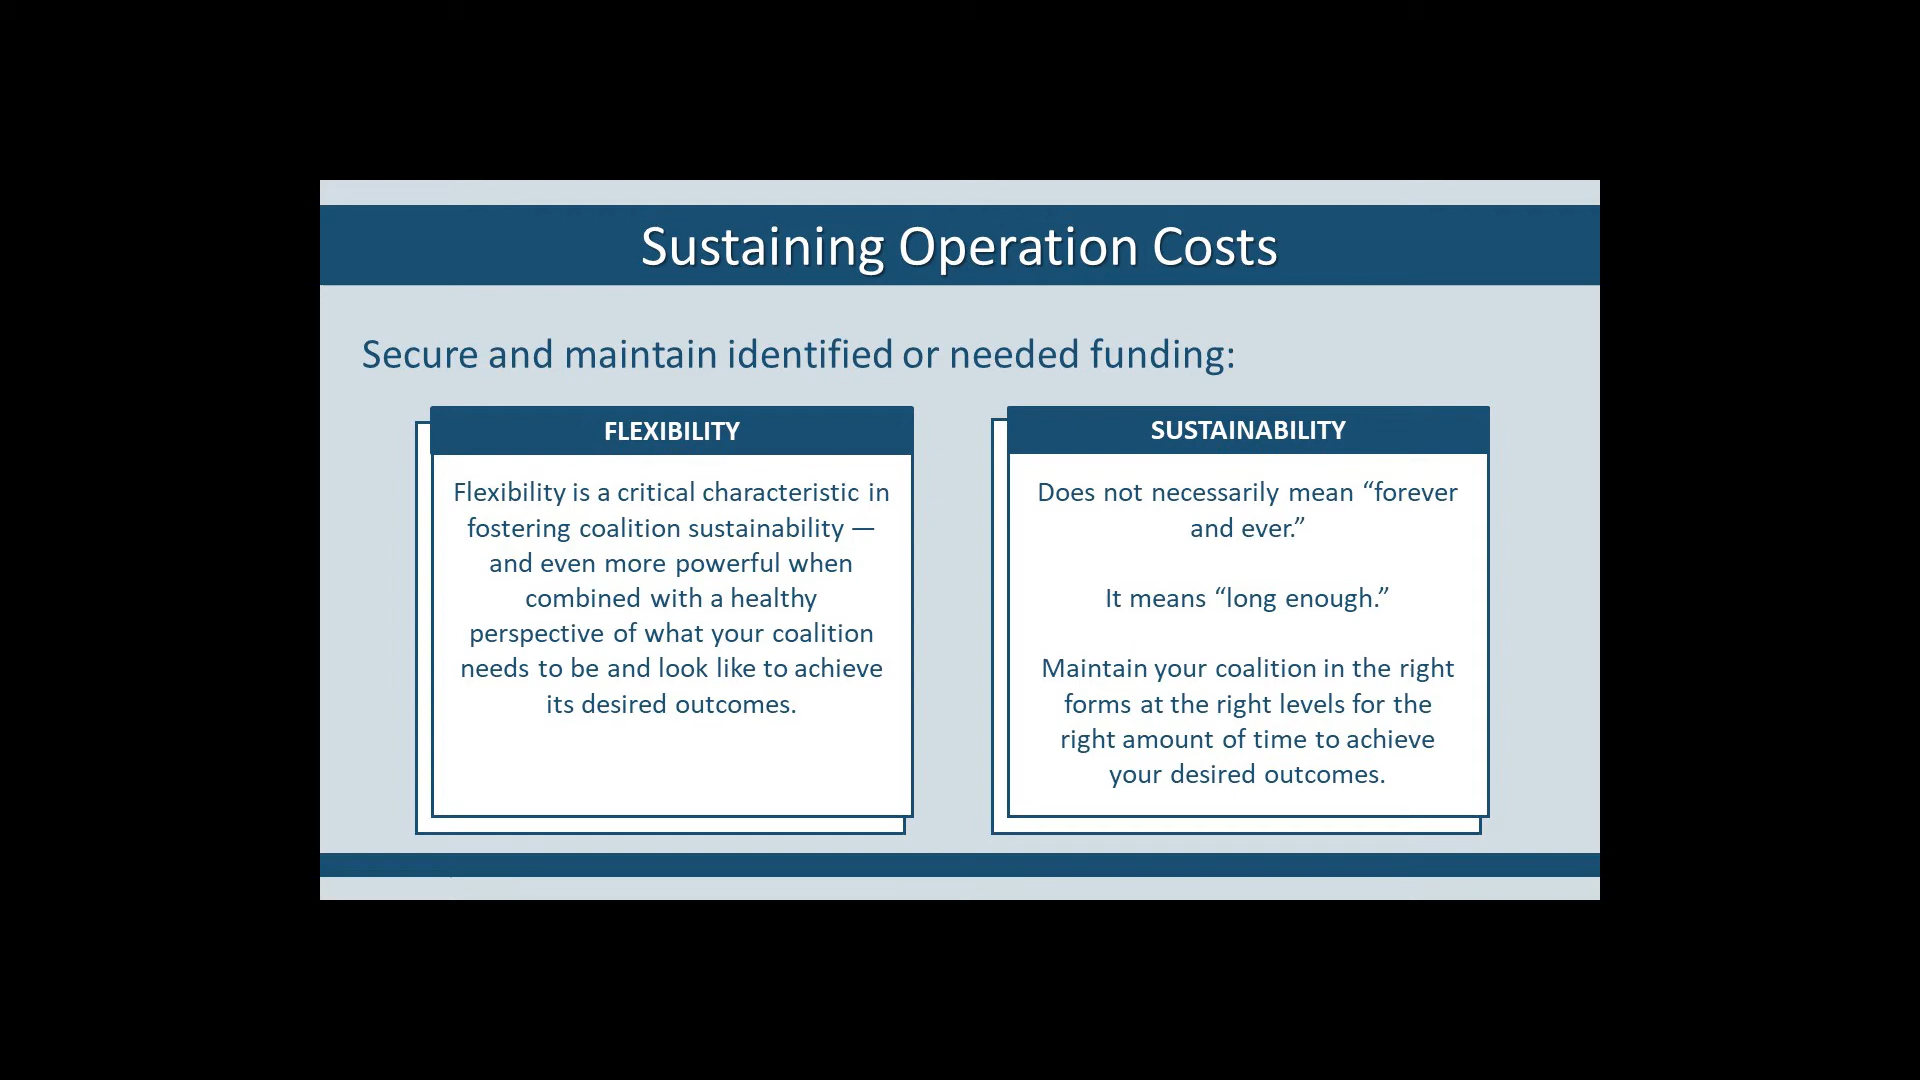 Sustaining Operation Costs
Secure and maintain identified or needed funding:
FLEXIBILITY
Flexibility is a critical characteristic in
fostering coalition sustainability —
and even more powerful when
combined with a healthy
perspective of what your coalition
needs to be and look like to achieve
its desired outcomes.
SUSTAINABILITY
Does not necessarily mean “forever
and ever.”
It means “long enough.”
Maintain your coalition in the right
forms at the right levels for the
right amount of time to achieve
your desired outcomes.